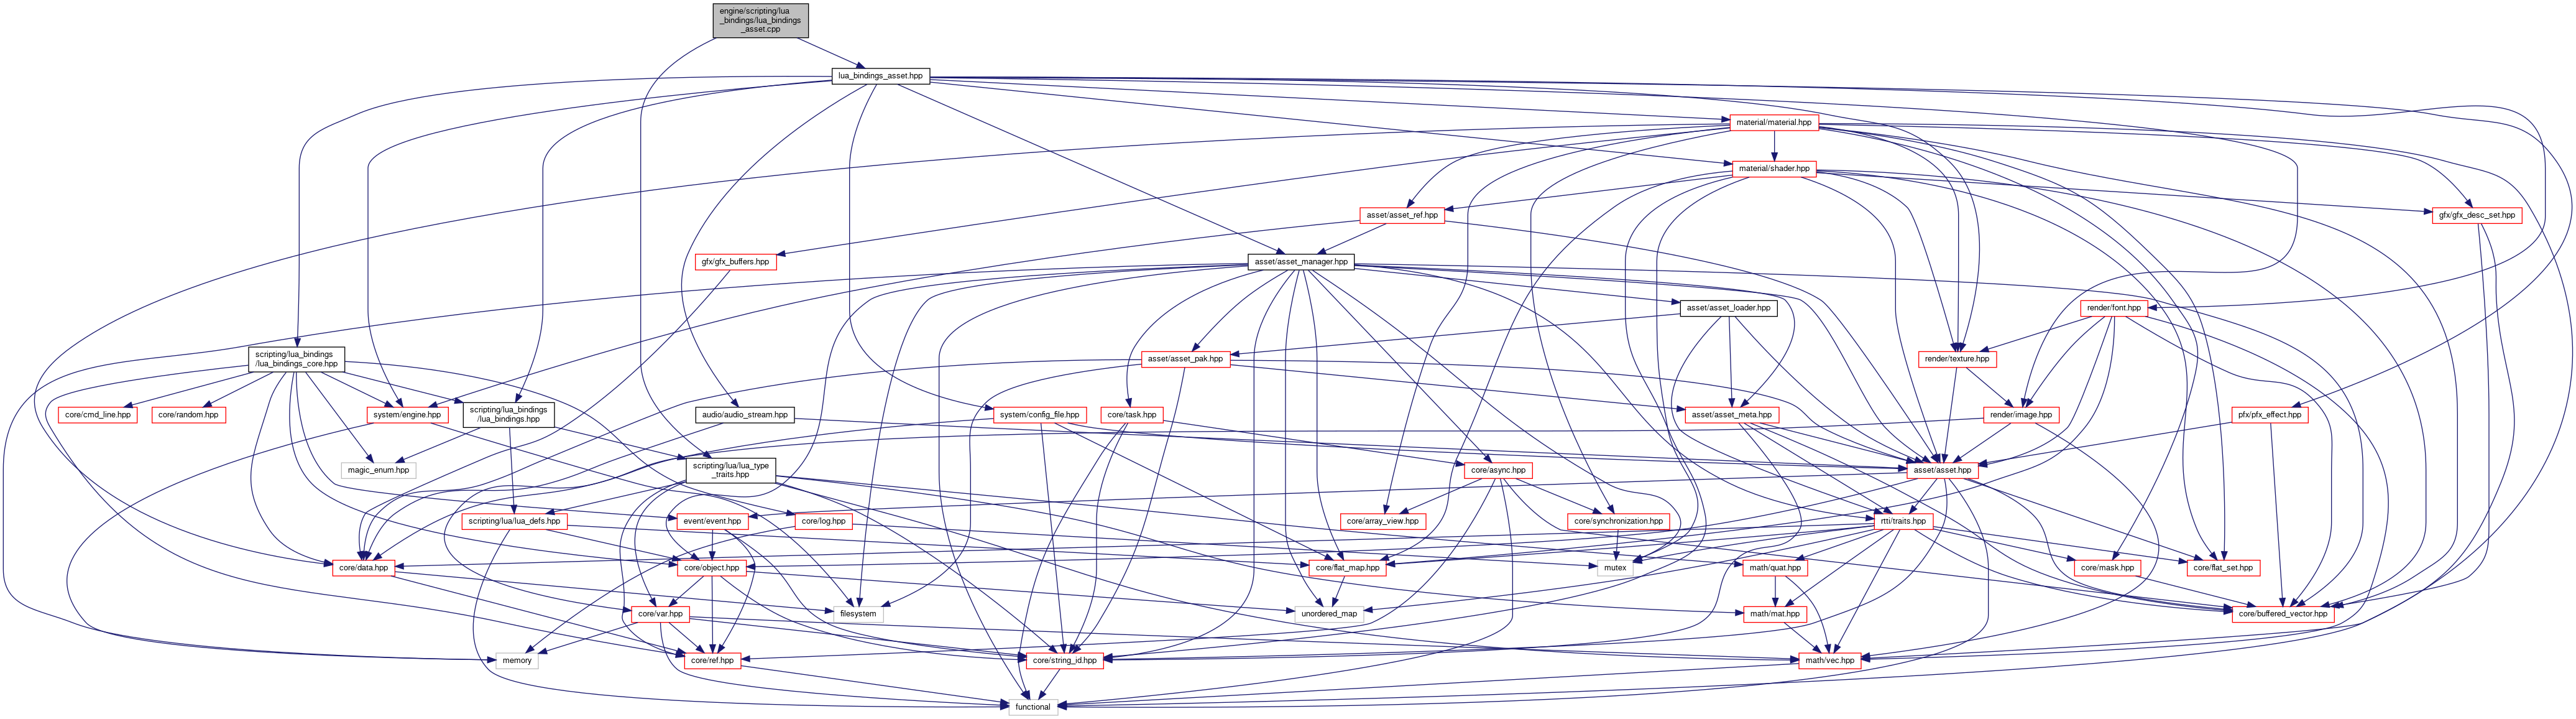 engine/scripting/lua
_bindings/lua_bindings
_asset.cpp
lua_bindings_asset.hpp
material/material.hpp
material/shader.hpp
asset/asset_ref.hpp
gfx/gfx_desc_set.hpp
gfx/gfx_buffers.hpp
asset/asset_manager.hpp
asset/asset_loader.hpp
render/font.hpp
scripting/lua_bindings
/lua_bindings_core.hpp
asset/asset_pak.hpp
render/texture.hpp
core/cmd_line.hpp
core/random.hpp
system/engine.hpp
scripting/lua_bindings
/lua_bindings.hpp
audio/audio_stream.hpp
system/config_file.hpp
core/task.hpp
asset/asset_meta.hpp
render/image.hpp
pfx/pfx_effect.hpp
magic_enum.hpp
scripting/lua/lua_type
_traits.hpp
core/async.hpp
asset/asset.hpp
scripting/lua/lua_defs.hpp
event/event.hpp
core/log.hpp
core/array_view.hpp
core/synchronization.hpp
rtti/traits.hpp
core/data.hpp
core/object.hpp
core/flat_map.hpp
mutex
math/quat.hpp
core/mask.hpp
core/flat_set.hpp
core/var.hpp
filesystem
unordered_map
math/mat.hpp
core/buffered_vector.hpp
memory
core/ref.hpp
core/string_id.hpp
math/vec.hpp
functional